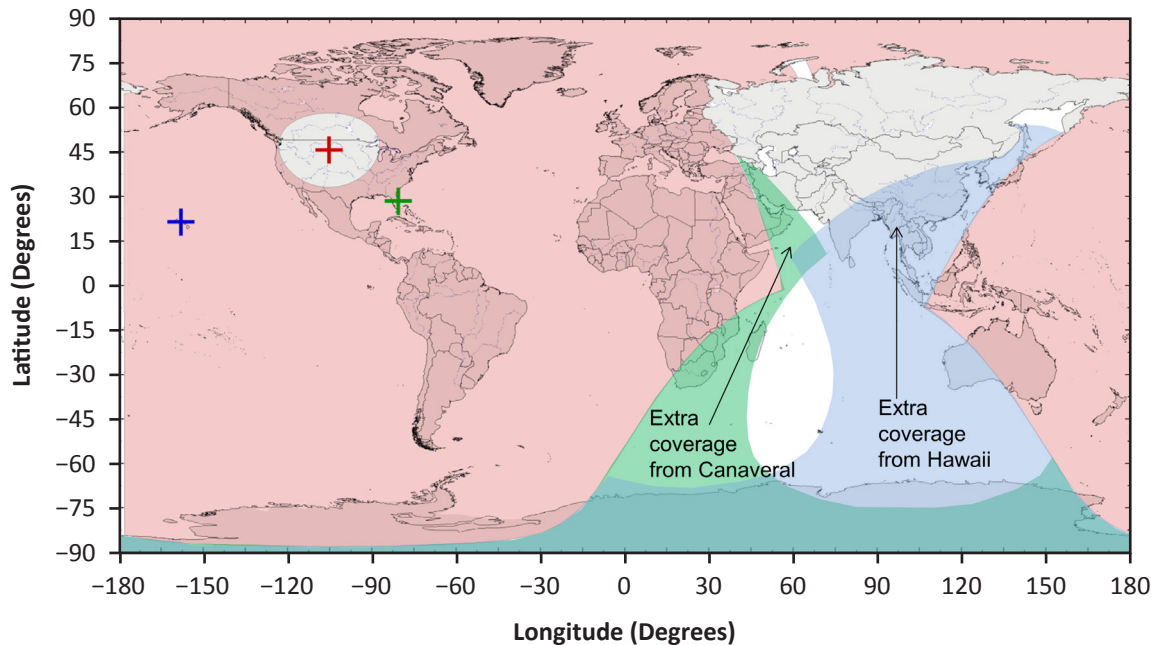 90
75
60
45
30
15
0
−15
−30
−45
−60
−75
−90
Latitude (Degrees)
Extra
coverage
from Canaveral
Extra
coverage
from Hawaii
−180 −150 −120 −90 −60 −30 0 30 60 90 120 150 180
Longitude (Degrees)